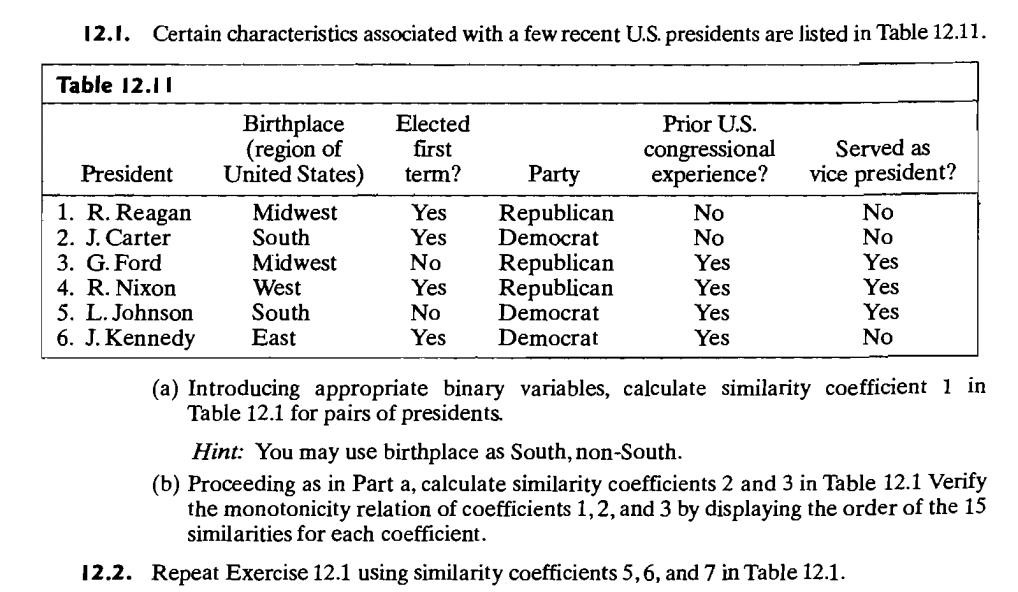 12.1. Certain characteristics associated with a few recent U.S. presidents are listed in Table 12.11.
Table 12.11
Birthplace Elected Prior U.S.
(region of first congressional Served as
President United States) term? Party experience? vice president?
1. R. Reagan Midwest Yes Republican No No
2. J. Carter South Yes Democrat No No
3. G. Ford Midwest No Republican Yes Yes
4. R. Nixon West Yes Republican Yes Yes
5. L. Johnson South No Democrat Yes Yes
6. J. Kennedy East Yes Democrat Yes No
(a) Introducing appropriate binary variables, calculate similarity coefficient 1 in
Table 12.1 for pairs of presidents.
Hint: You may use birthplace as South, non-South.
(b) Proceeding as in Part a, calculate similarity coefficients 2 and 3 in Table 12.1 Verify
the monotonicity relation of coefficients 1, 2, and 3 by displaying the order of the 15
similarities for each coefficient.
12.2. Repeat Exercise 12.1 using similarity coefficients 5, 6, and 7 in Table 12.1.